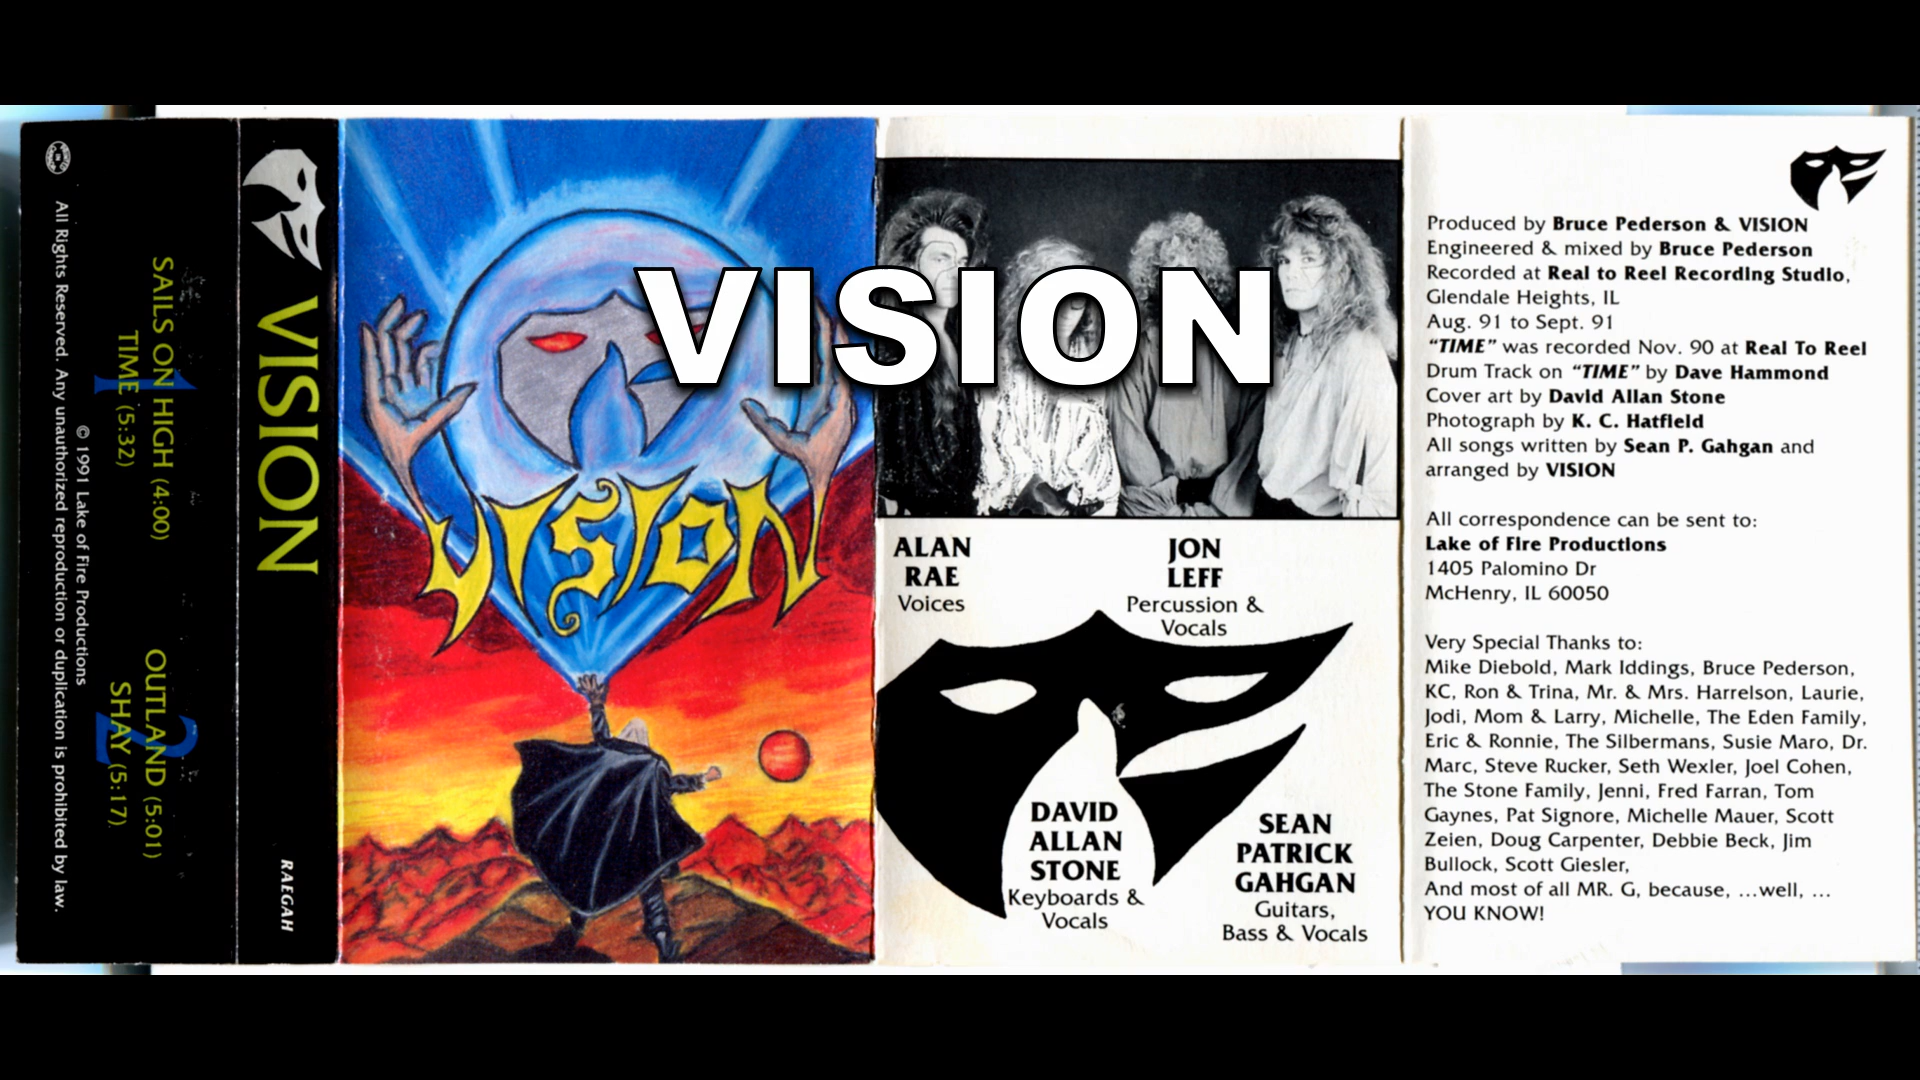 VISION
All Rights Reserved. Any unauthorized reproduction or duplication is prohibited by law.
© 1991 Lake of Fire Productions
1
SAILS ON HIGH (4:00)
TIME (5:32)
2
OUTLAND (5:01)
SHAY (5:17)
VISION
RAEGAH
VISION
ALAN
RAE
Voices
JON
LEFF
Percussion &
Vocals
DAVID
ALLAN
STONE
Keyboards &
Vocals
SEAN
PATRICK
GAHGAN
Guitars,
Bass & Vocals
Produced by Bruce Pederson & VISION
Engineered & mixed by Bruce Pederson
Recorded at Real to Reel Recording Studio,
Glendale Heights, IL
Aug. 91 to Sept. 91
“TIME” was recorded Nov. 90 at Real To Reel
Drum Track on “TIME” by Dave Hammond
Cover art by David Allan Stone
Photograph by K. C. Hatfield
All songs written by Sean P. Gahgan and
arranged by VISION
All correspondence can be sent to:
Lake of Fire Productions
1405 Palomino Dr
McHenry, IL 60050
Very Special Thanks to:
Mike Diebold, Mark Iddings, Bruce Pederson,
KC, Ron & Trina, Mr. & Mrs. Harrelson, Laurie,
Jodi, Mom & Larry, Michelle, The Eden Family,
Eric & Ronnie, The Silbermans, Susie Maro, Dr.
Marc, Steve Rucker, Seth Wexler, Joel Cohen,
The Stone Family, Jenni, Fred Farran, Tom
Gaynes, Pat Signore, Michelle Mauer, Scott
Zeien, Doug Carpenter, Debbie Beck, Jim
Bullock, Scott Giesler,
And most of all MR. G, because, ...well, ...
YOU KNOW!